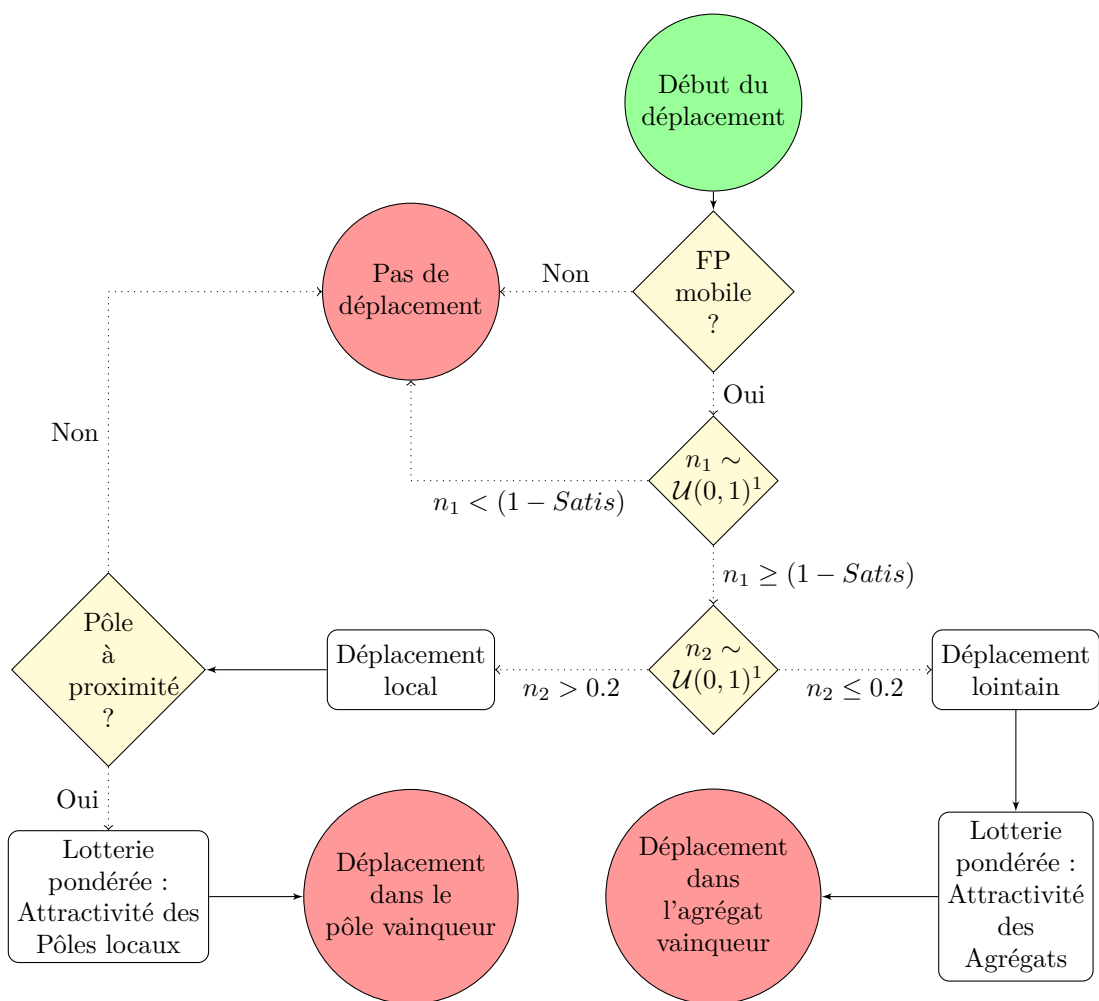 Début du
déplacement
FP
mobile
?
Non
Pas de
déplacement
Oui
Non
n₁ ∼
𝒰(0, 1)¹
n₁ < (1 − Satis)
n₁ ≥ (1 − Satis)
Pôle
à
proximité
?
Déplacement
local
n₂ > 0.2
n₂ ∼
𝒰(0, 1)¹
n₂ ≤ 0.2
Déplacement
lointain
Oui
Lotterie
pondérée :
Attractivité des
Pôles locaux
Déplacement
dans le
pôle vainqueur
Déplacement
dans
l'agrégat
vainqueur
Lotterie
pondérée :
Attractivité
des
Agrégats